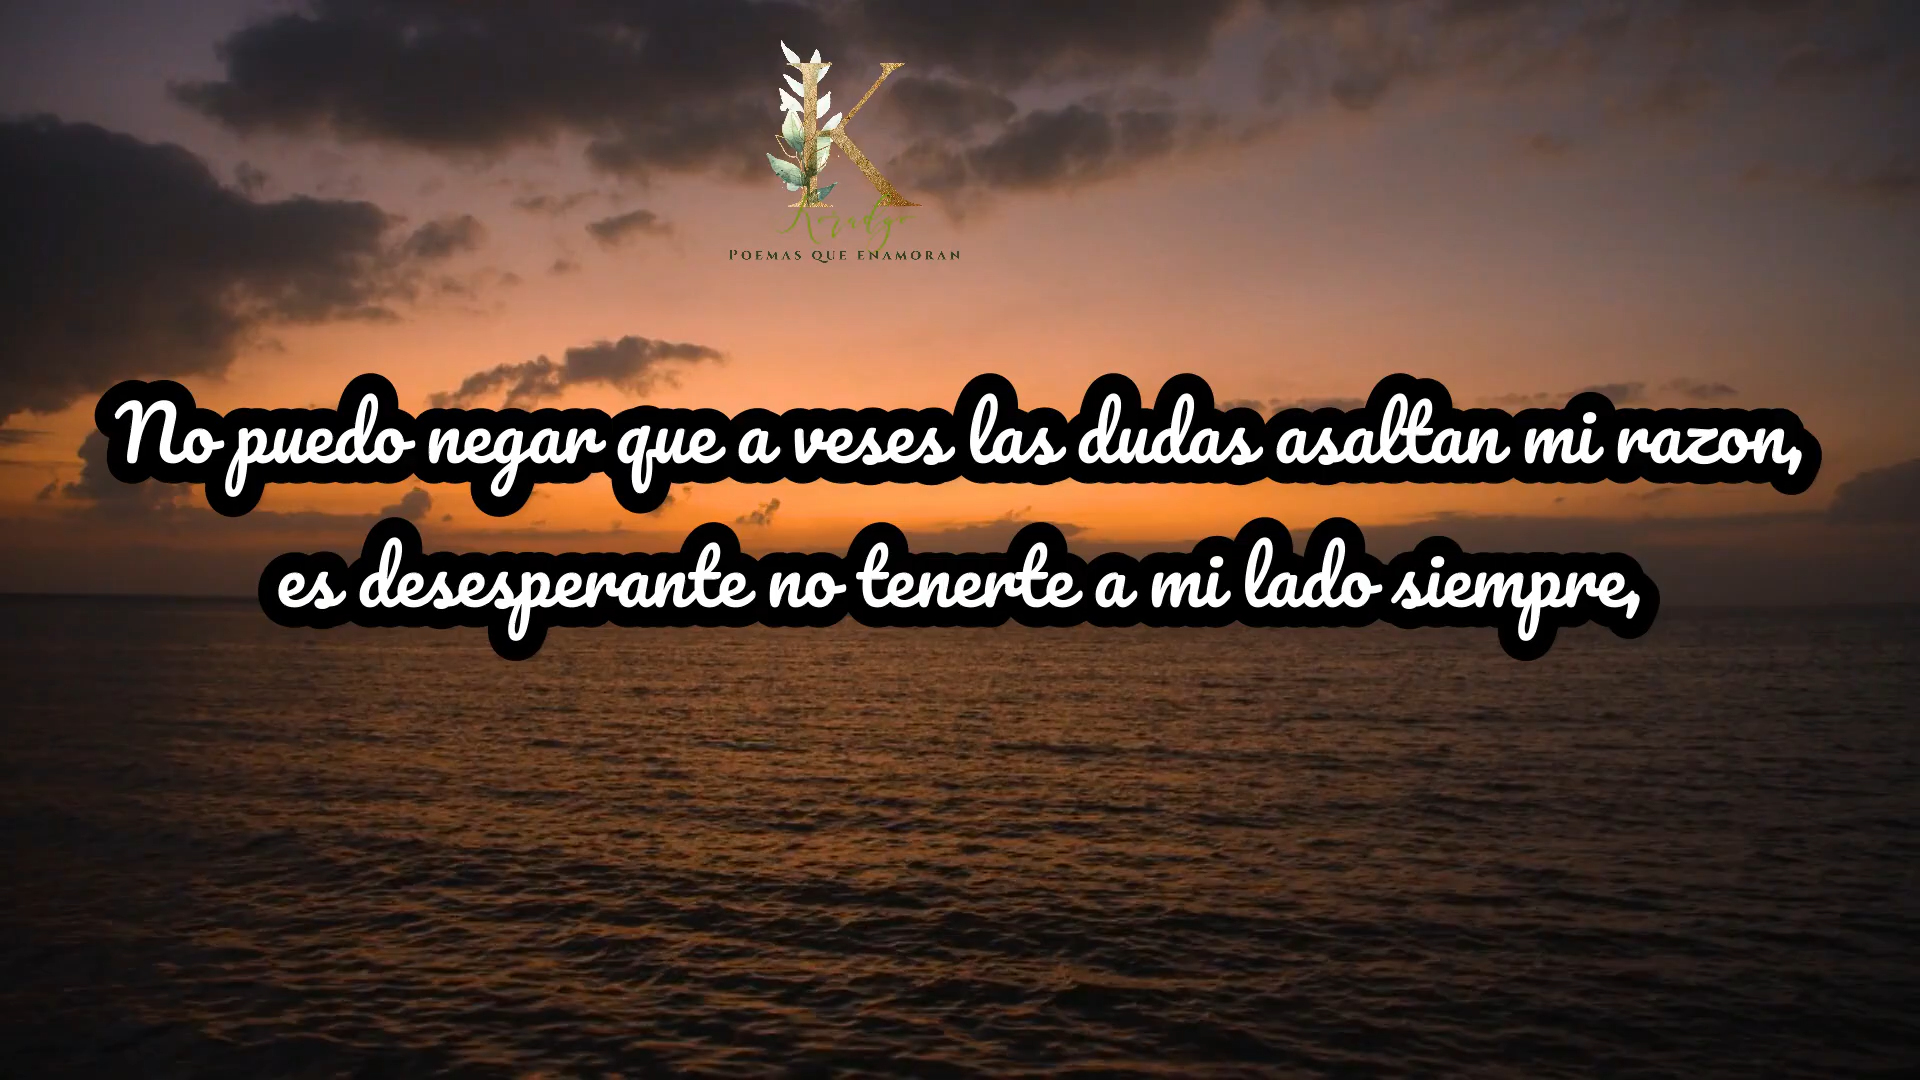 K
Korudgo
POEMAS QUE ENAMORAN
No puedo negar que a veses las dudas asaltan mi razon,
es desesperante no tenerte a mi lado siempre,